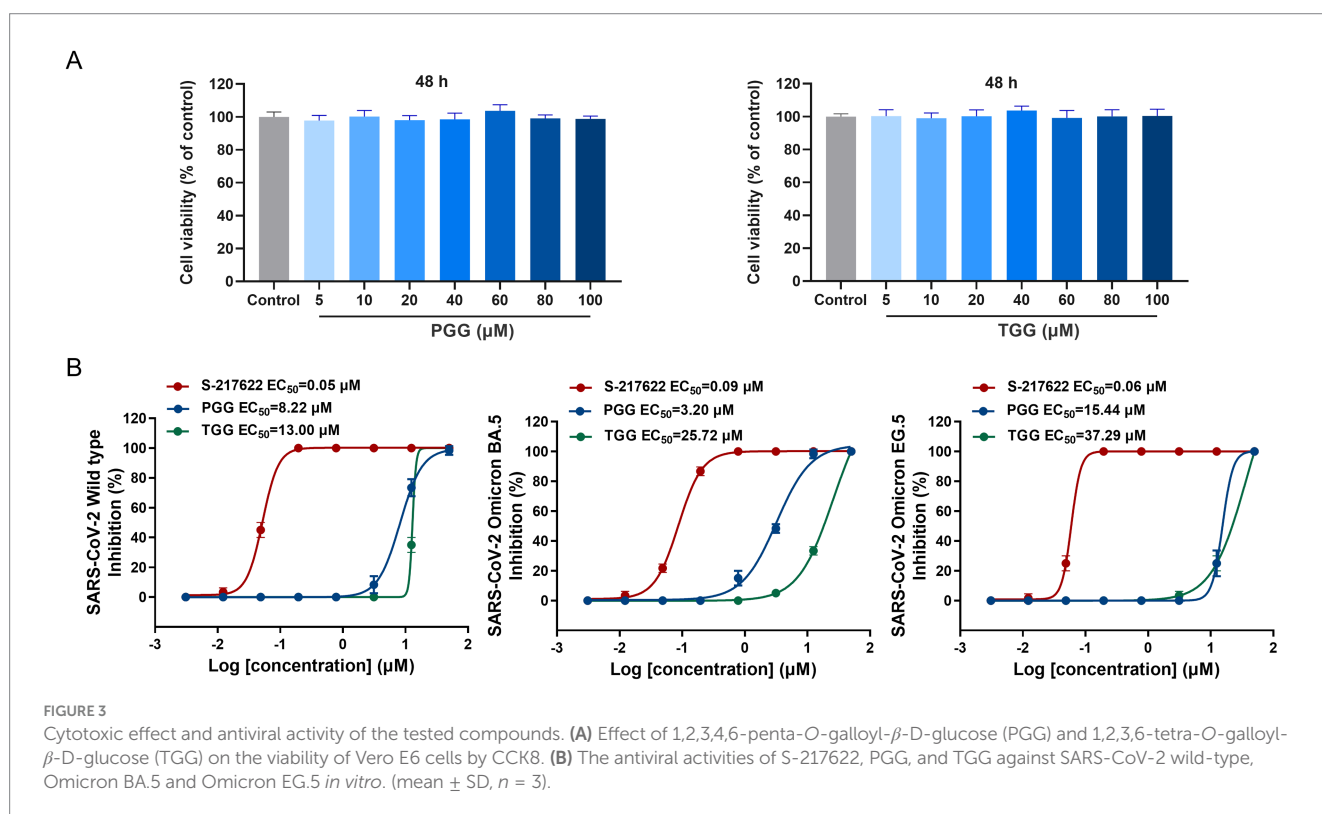 A
48 h
Cell viability (% of control)
120
100
80
60
40
20
0
Control 5 10 20 40 60 80 100
PGG (μM)
48 h
Cell viability (% of control)
120
100
80
60
40
20
0
Control 5 10 20 40 60 80 100
TGG (μM)
B
S-217622 EC50=0.05 μM
PGG EC50=8.22 μM
TGG EC50=13.00 μM
SARS-CoV-2 Wild type
Inhibition (%)
120
100
80
60
40
20
0
-3 -2 -1 0 1 2
Log [concentration] (μM)
S-217622 EC50=0.09 μM
PGG EC50=3.20 μM
TGG EC50=25.72 μM
SARS-CoV-2 Omicron BA.5
Inhibition (%)
120
100
80
60
40
20
0
-3 -2 -1 0 1 2
Log [concentration] (μM)
S-217622 EC50=0.06 μM
PGG EC50=15.44 μM
TGG EC50=37.29 μM
SARS-CoV-2 Omicron EG.5
Inhibition (%)
120
100
80
60
40
20
0
-3 -2 -1 0 1 2
Log [concentration] (μM)
FIGURE 3
Cytotoxic effect and antiviral activity of the tested compounds. (A) Effect of 1,2,3,4,6-penta-O-galloyl-β-D-glucose (PGG) and 1,2,3,6-tetra-O-galloyl-
β-D-glucose (TGG) on the viability of Vero E6 cells by CCK8. (B) The antiviral activities of S-217622, PGG, and TGG against SARS-CoV-2 wild-type,
Omicron BA.5 and Omicron EG.5 in vitro. (mean ± SD, n = 3).